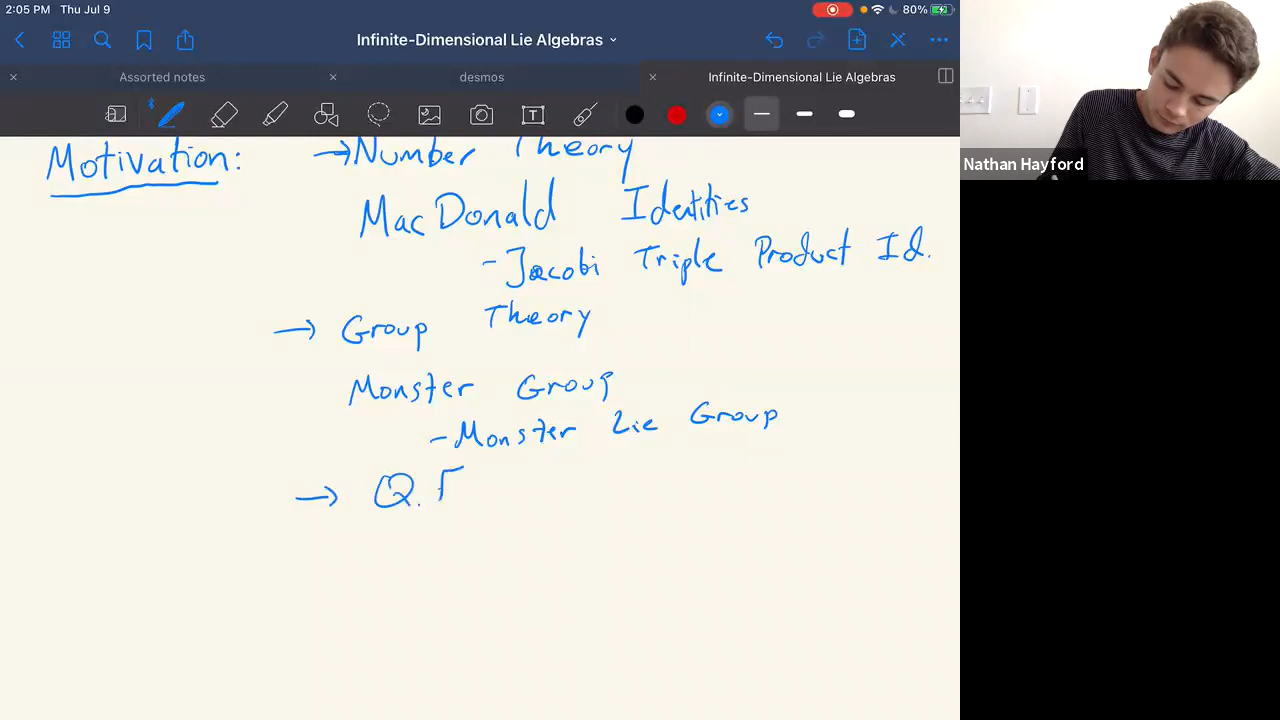 2:05 PM Thu Jul 9
80%
Infinite-Dimensional Lie Algebras
Assorted notes
desmos
Infinite-Dimensional Lie Algebras
T
Nathan Hayford
Motivation:
→Number Theory
MacDonald Identities
- Jacobi Triple Product Id.
→ Group Theory
Monster Group
- Monster Lie Group
→ Q.